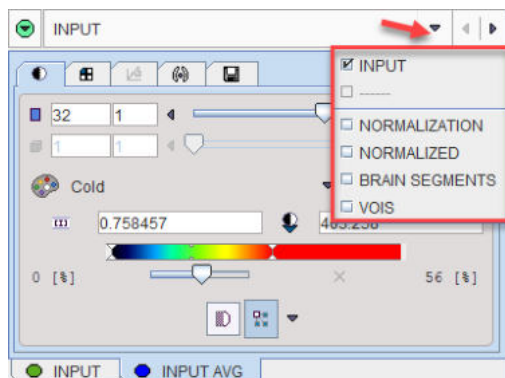 INPUT
INPUT
------
NORMALIZATION
NORMALIZED
BRAIN SEGMENTS
VOIS
32 1
1 1
Cold
0.758457
0 [%] 56 [%]
INPUT INPUT AVG